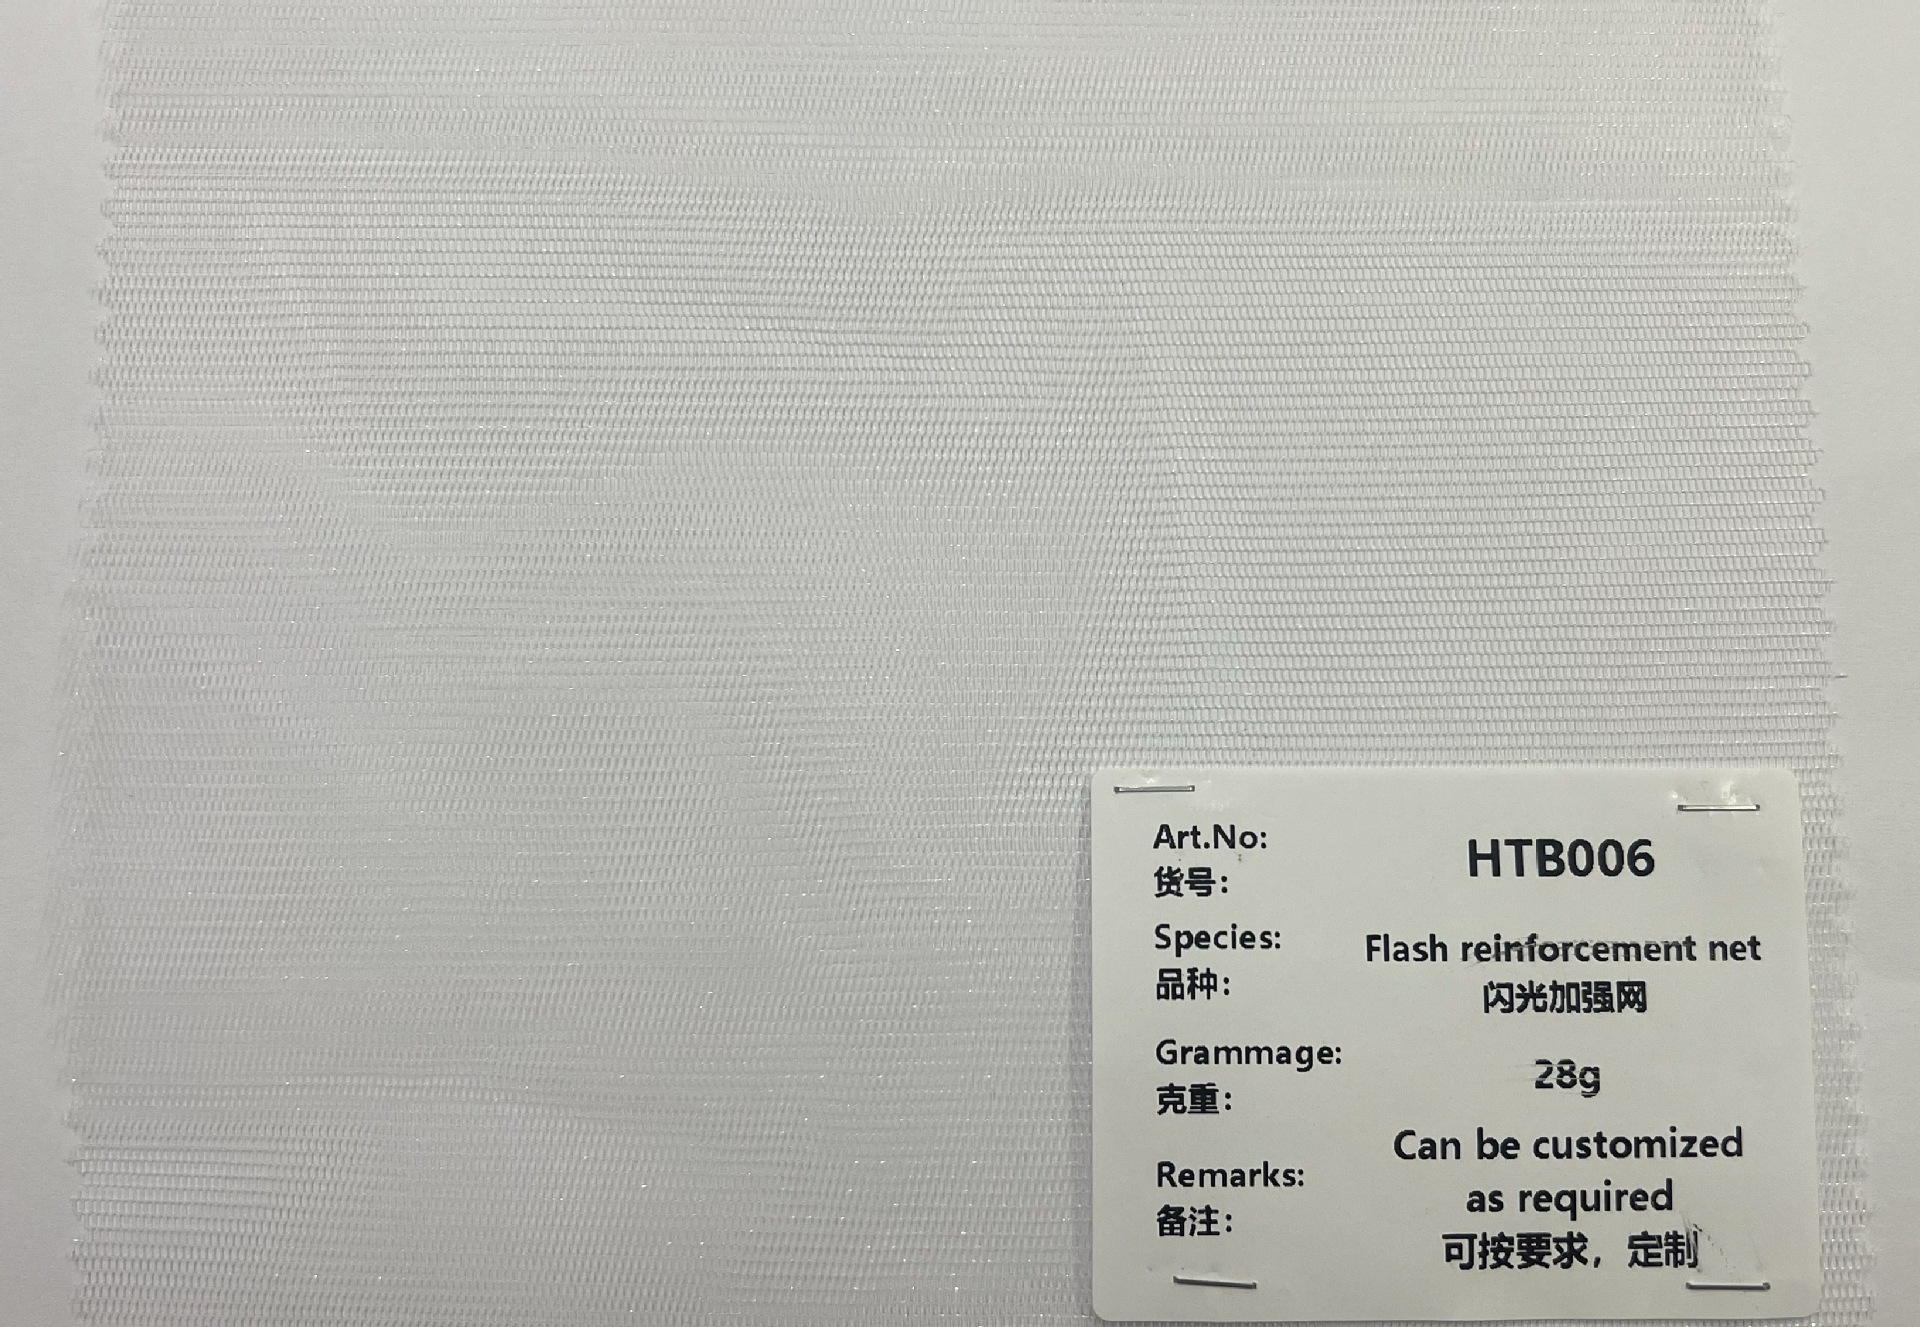 Art.No: HTB006
货号:
Species: Flash reinforcement net
品种: 闪光加强网
Grammage: 28g
克重:
Can be customized
Remarks: as required
备注: 可按要求，定制